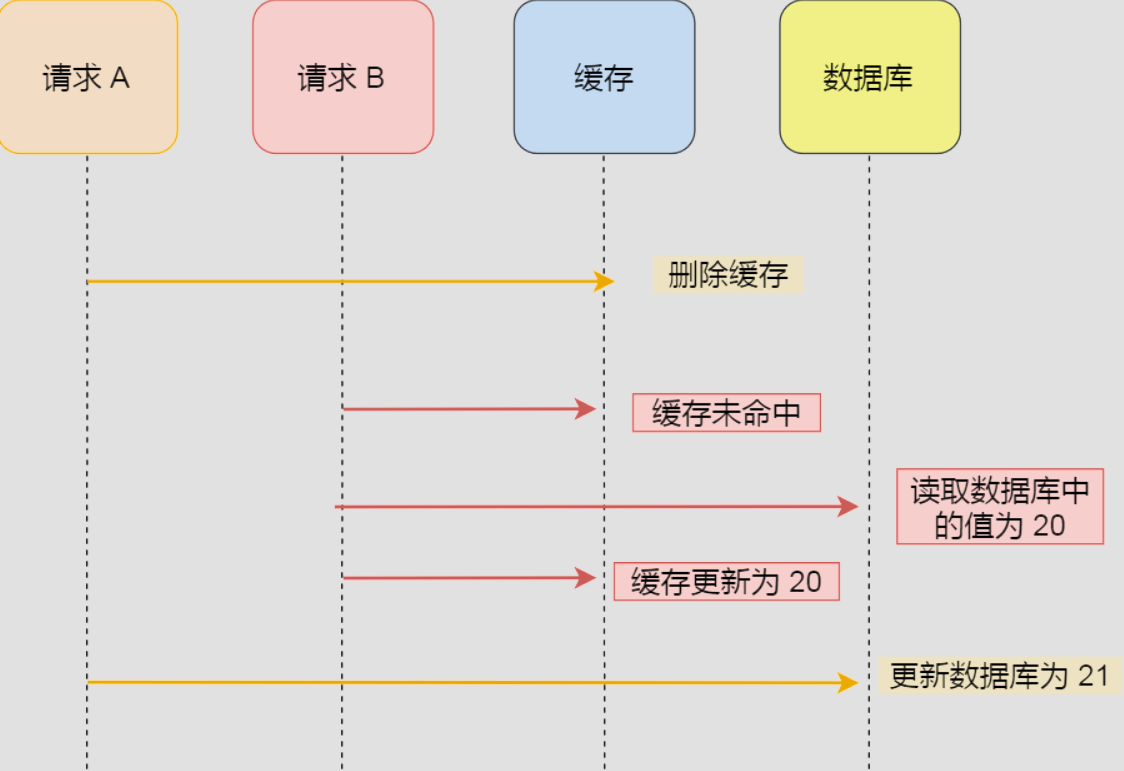 请求 A
请求 B
缓存
数据库
删除缓存
缓存未命中
读取数据库中
的值为 20
缓存更新为 20
更新数据库为 21